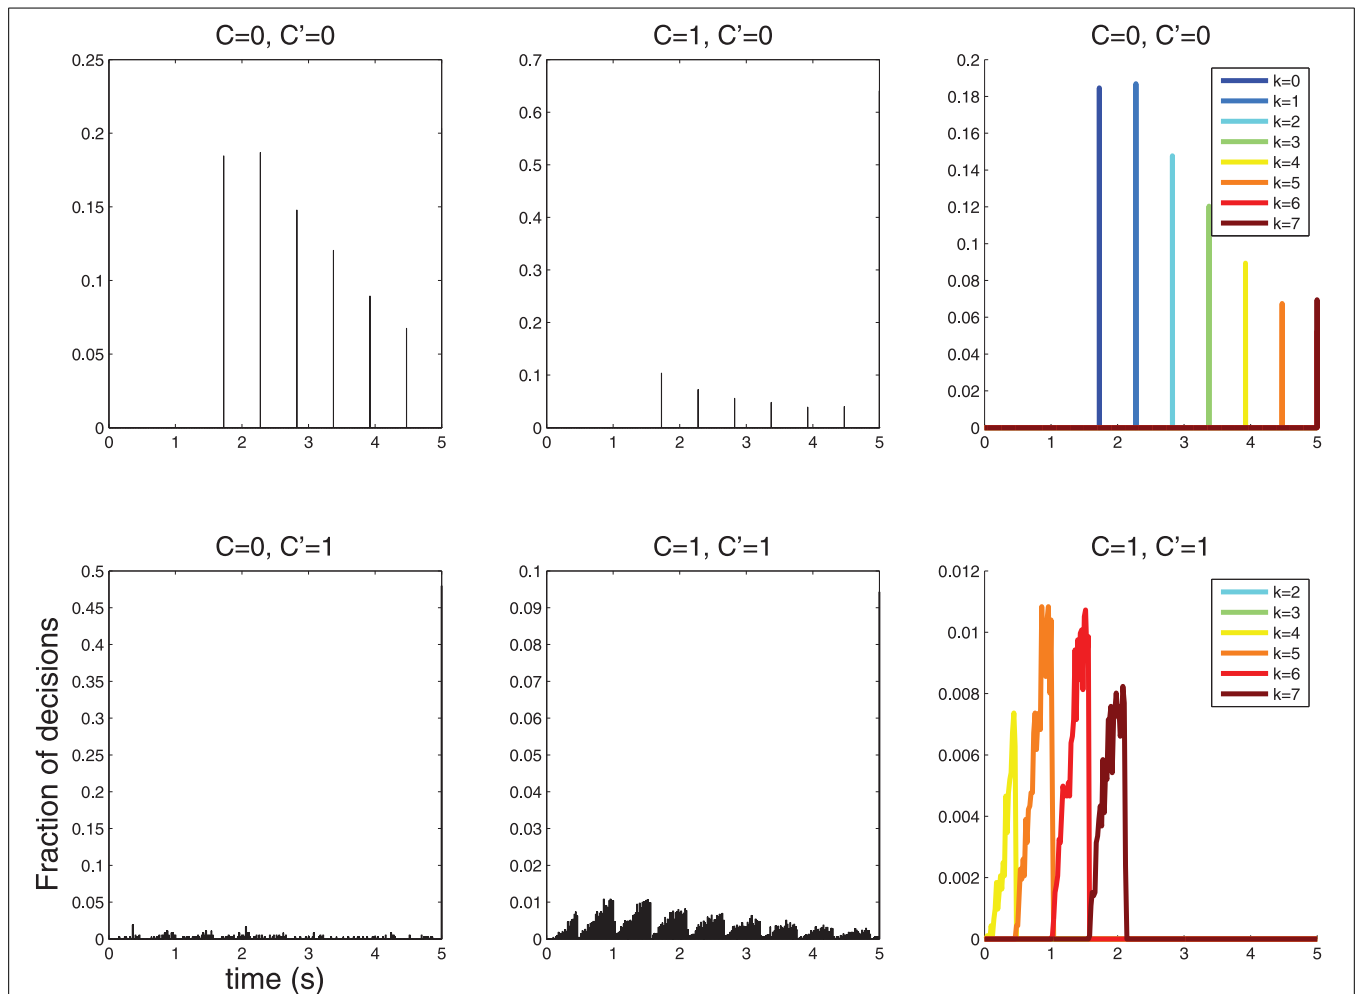 C=0, C'=0
0.25
0.2
0.15
0.1
0.05
0
0 1 2 3 4 5
C=1, C'=0
0.7
0.6
0.5
0.4
0.3
0.2
0.1
0
0 1 2 3 4 5
C=0, C'=0
0.2
0.18
0.16
0.14
0.12
0.1
0.08
0.06
0.04
0.02
0
0 1 2 3 4 5
k=0
k=1
k=2
k=3
k=4
k=5
k=6
k=7
C=0, C'=1
Fraction of decisions
0.5
0.45
0.4
0.35
0.3
0.25
0.2
0.15
0.1
0.05
0
0 1 2 3 4 5
time (s)
C=1, C'=1
0.1
0.09
0.08
0.07
0.06
0.05
0.04
0.03
0.02
0.01
0
0 1 2 3 4 5
C=1, C'=1
0.012
0.01
0.008
0.006
0.004
0.002
0
0 1 2 3 4 5
k=2
k=3
k=4
k=5
k=6
k=7